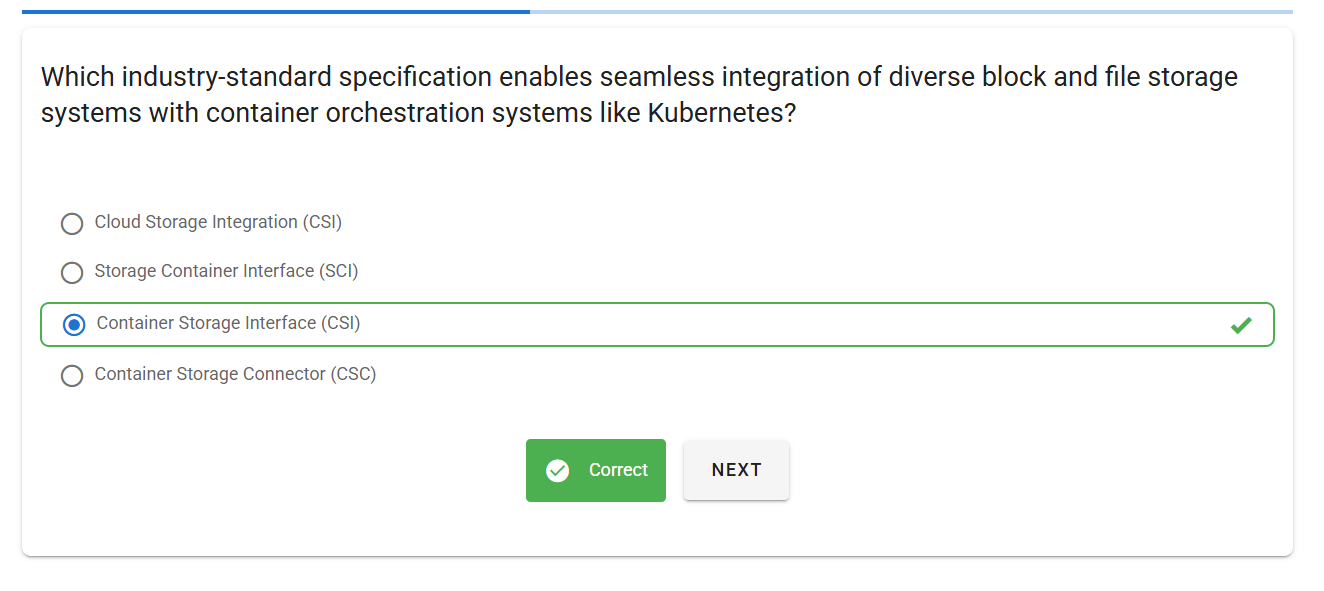 Which industry-standard specification enables seamless integration of diverse block and file storage
systems with container orchestration systems like Kubernetes?
Cloud Storage Integration (CSI)
Storage Container Interface (SCI)
Container Storage Interface (CSI)
Container Storage Connector (CSC)
Correct
NEXT